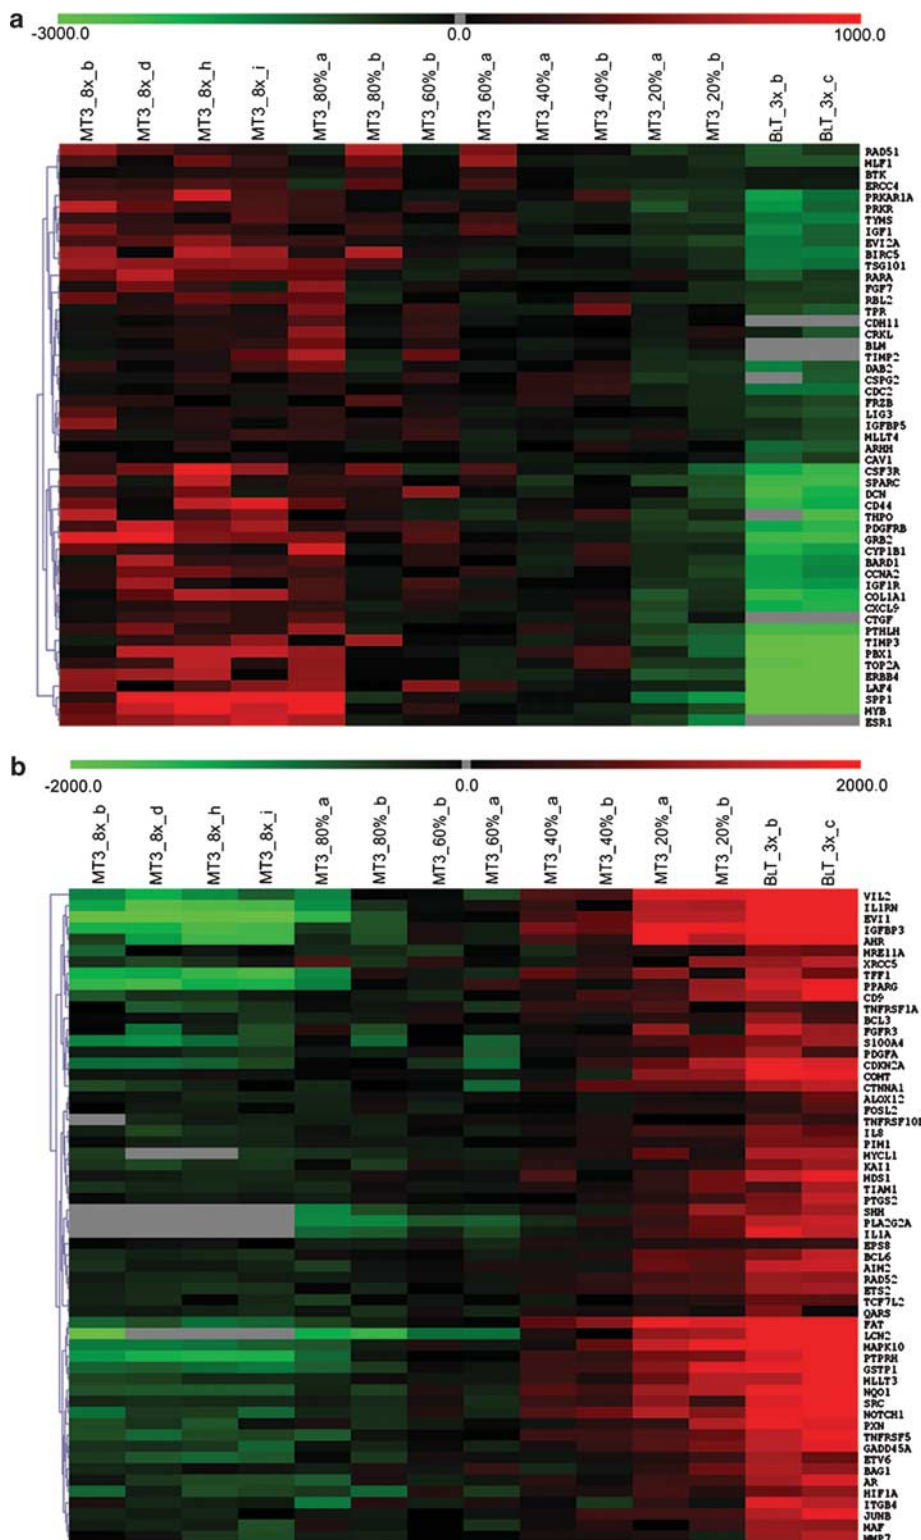 a
-3000.0 0.0 1000.0
MT3_8x_b MT3_8x_d MT3_8x_h MT3_8x_i MT3_80%_a MT3_80%_b MT3_60%_b MT3_60%_a MT3_40%_a MT3_40%_b MT3_20%_a MT3_20%_b BLT_3x_b BLT_3x_c
RAD51
MLF1
BTK
ERCC4
PRKAR1A
PRKR
TYMS
IGF1
EVI2A
BIRC5
TSG101
RARA
FGF7
RBL2
TPR
CDH11
CRKL
BLM
TIMP2
DAB2
CSPG2
CDC2
FRZB
LIG3
IGFBP5
MLLT4
ARHH
CAV1
CSF3R
SPARC
DCN
CD44
THPO
PDGFRB
GRB2
CYP1B1
BARD1
CCNA2
IGF1R
COL1A1
CXCL9
CTGF
PTHLH
TIMP3
PBX1
TOP2A
ERBB4
LAF4
SPP1
MYB
ESR1
b
-2000.0 0.0 2000.0
MT3_8x_b MT3_8x_d MT3_8x_h MT3_8x_i MT3_80%_a MT3_80%_b MT3_60%_b MT3_60%_a MT3_40%_a MT3_40%_b MT3_20%_a MT3_20%_b BLT_3x_b BLT_3x_c
VIL2
IL1RN
EVI1
IGFBP3
AHR
MRE11A
XRCC5
TFF1
PPARG
CD9
TNFRSF1A
BCL3
FGFR3
S100A4
PDGFA
CDKN2A
COMT
CTNNA1
ALOX12
FOSL2
TNFRSF10
IL8
PIM1
MYCL1
KAI1
MDS1
TIAM1
PTGS2
SHH
PLA2G2A
IL1A
EPS8
BCL6
AIM2
RAD52
ETS2
TCF7L2
QARS
FAT
LCN2
MAPK10
PTPRH
GSTP1
MLLT3
NQO1
SRC
NOTCH1
PXN
TNFRSF5
GADD45A
ETV6
BAG1
AR
HIF1A
ITGB4
JUNB
MAF
MMP7